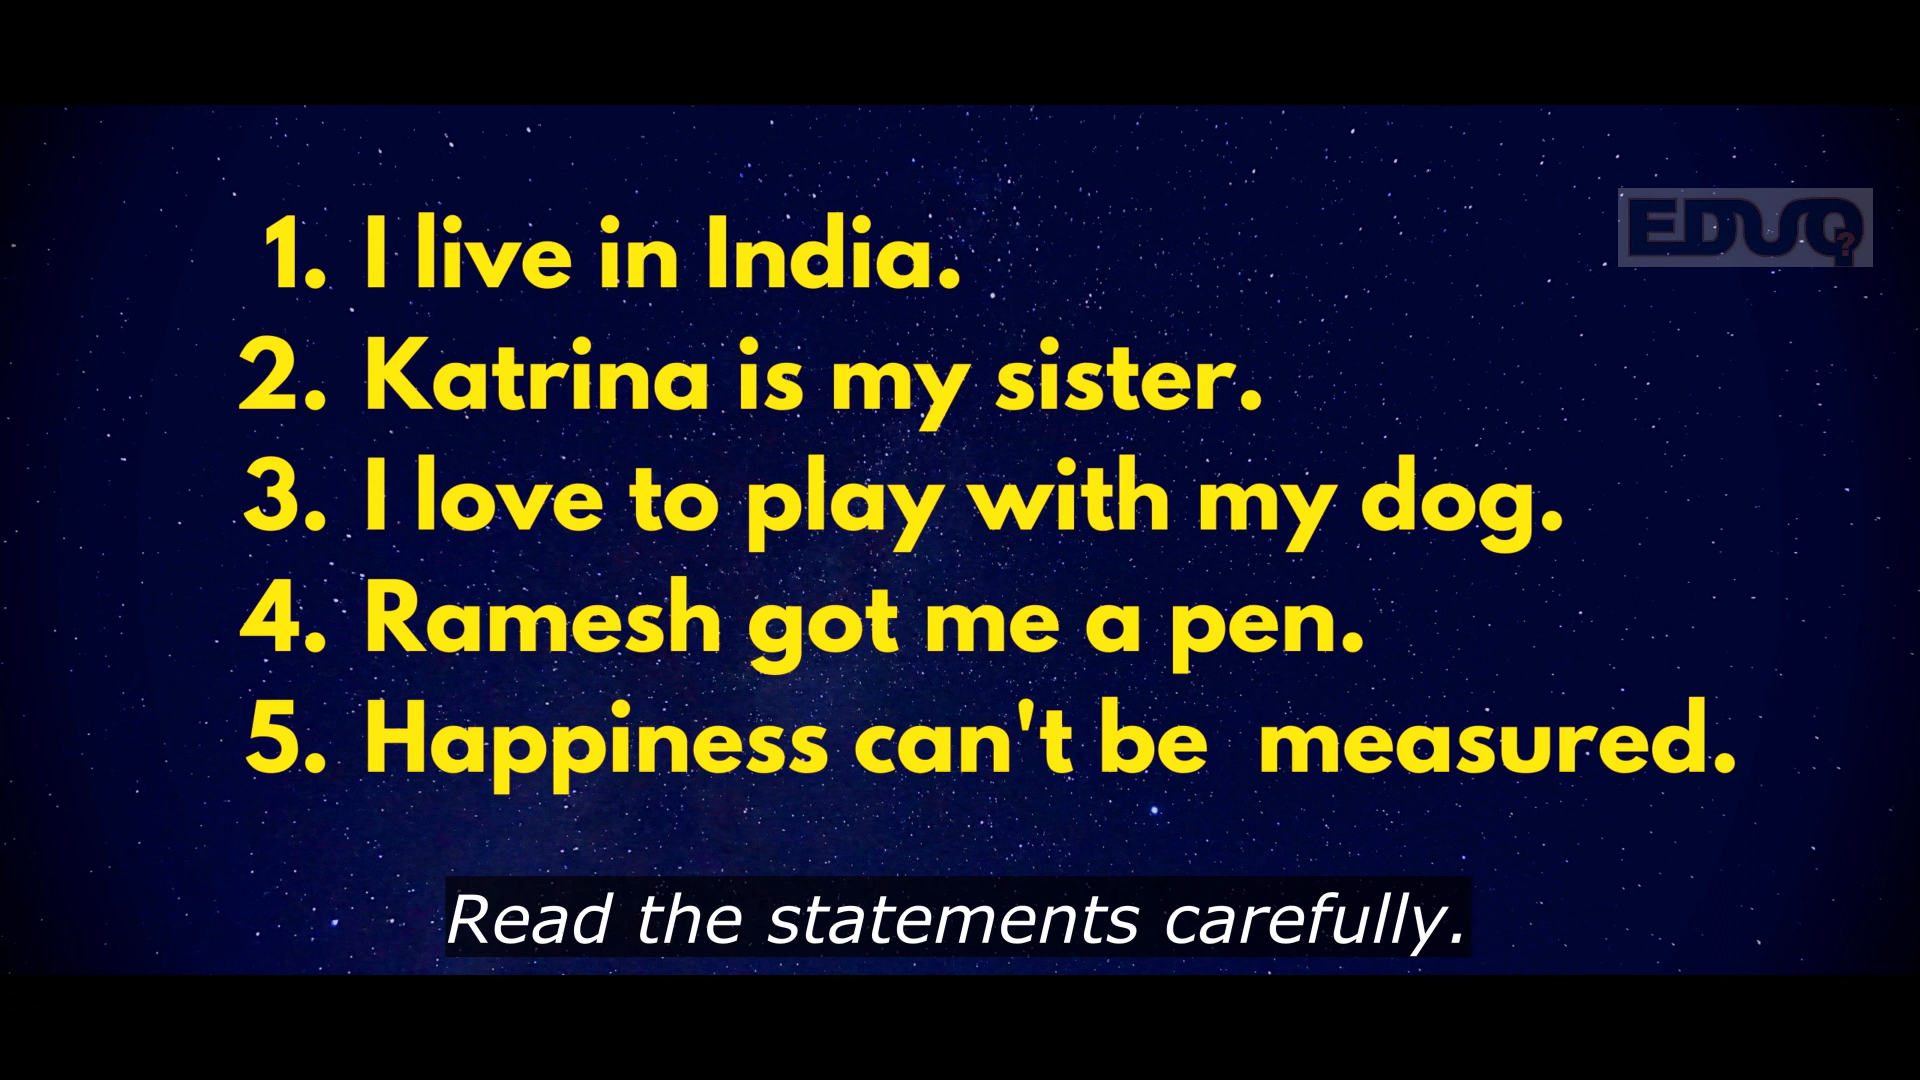 EDUQ?
1. I live in India.
2. Katrina is my sister.
3. I love to play with my dog.
4. Ramesh got me a pen.
5. Happiness can't be  measured.
Read the statements carefully.